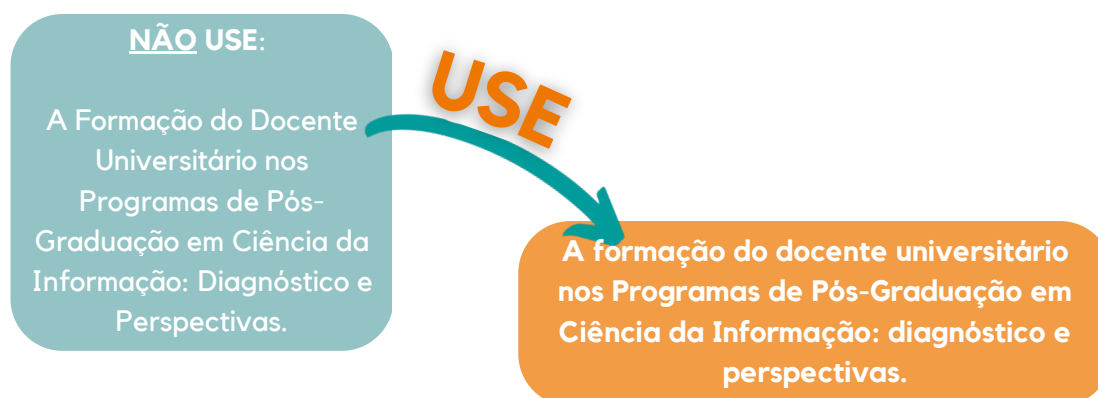 NÃO USE:
A Formação do Docente
Universitário nos
Programas de Pós-
Graduação em Ciência da
Informação: Diagnóstico e
Perspectivas.
USE
A formação do docente universitário
nos Programas de Pós-Graduação em
Ciência da Informação: diagnóstico e
perspectivas.